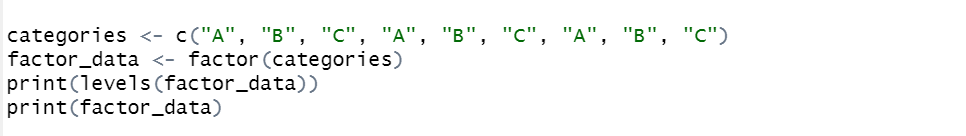 categories <- c("A", "B", "C", "A", "B", "C", "A", "B", "C")
factor_data <- factor(categories)
print(levels(factor_data))
print(factor_data)